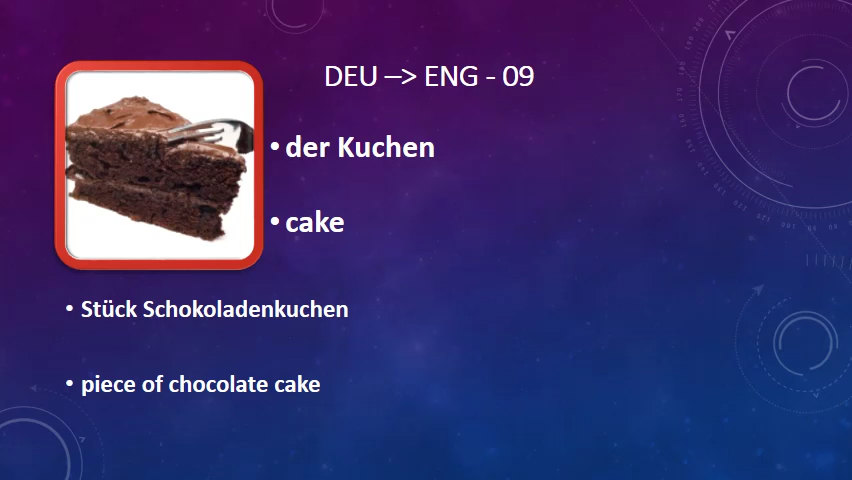 DEU –> ENG - 09
• der Kuchen
• cake
• Stück Schokoladenkuchen
• piece of chocolate cake